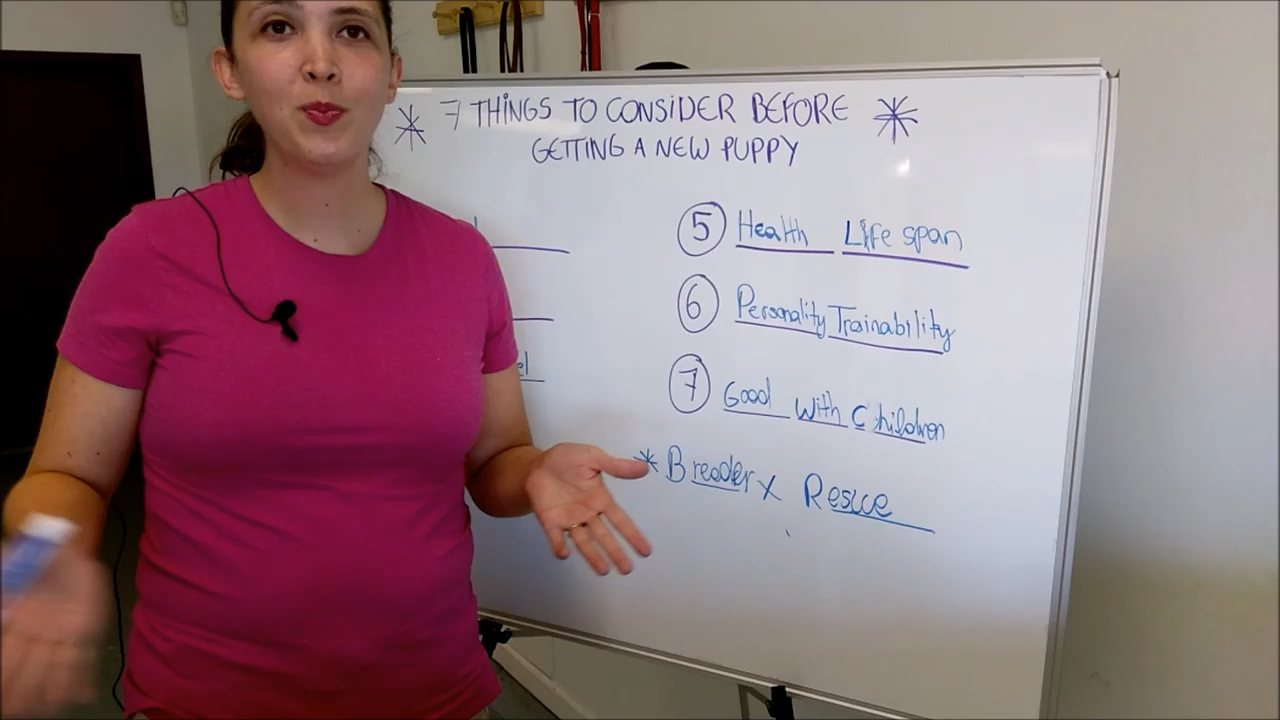 * 7 THINGS TO CONSIDER BEFORE *
GETTING A NEW PUPPY
5 Health Life span
6 Personality Trainability
7 Good with Children
* Breeder x Resue